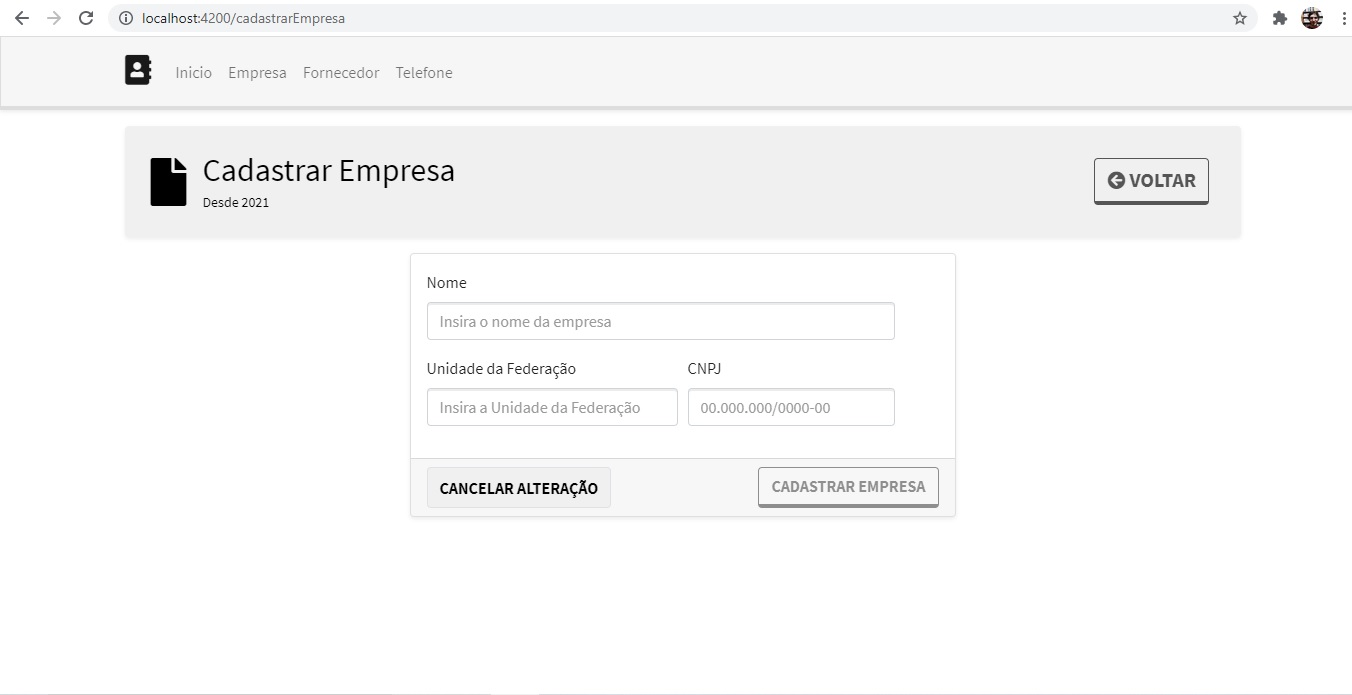 localhost:4200/cadastrarEmpresa
Inicio Empresa Fornecedor Telefone
Cadastrar Empresa
Desde 2021
VOLTAR
Nome
Insira o nome da empresa
Unidade da Federação CNPJ
Insira a Unidade da Federação 00.000.000/0000-00
CANCELAR ALTERAÇÃO CADASTRAR EMPRESA